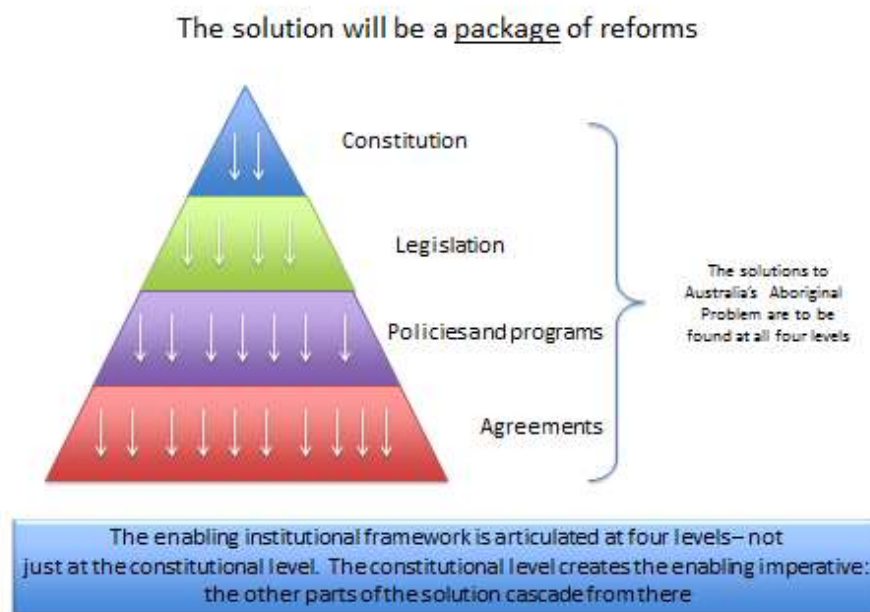 The solution will be a package of reforms
Constitution
Legislation
Policies and programs
Agreements
The solutions to
Australia's Aboriginal
Problem are to be
found at all four levels
The enabling institutional framework is articulated at four levels– not
just at the constitutional level. The constitutional level creates the enabling imperative:
the other parts of the solution cascade from there